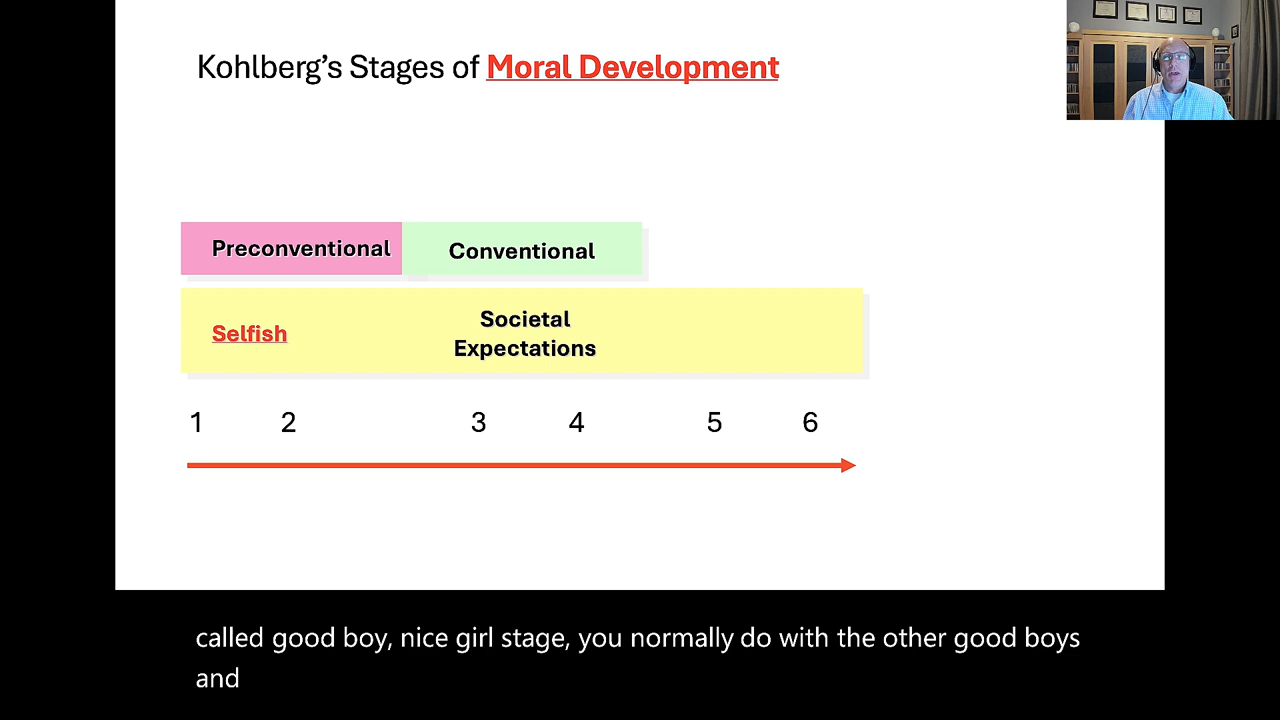 Kohlberg's Stages of Moral Development
Preconventional Conventional
Selfish
Societal
Expectations
1 2 3 4 5 6
called good boy, nice girl stage, you normally do with the other good boys
and